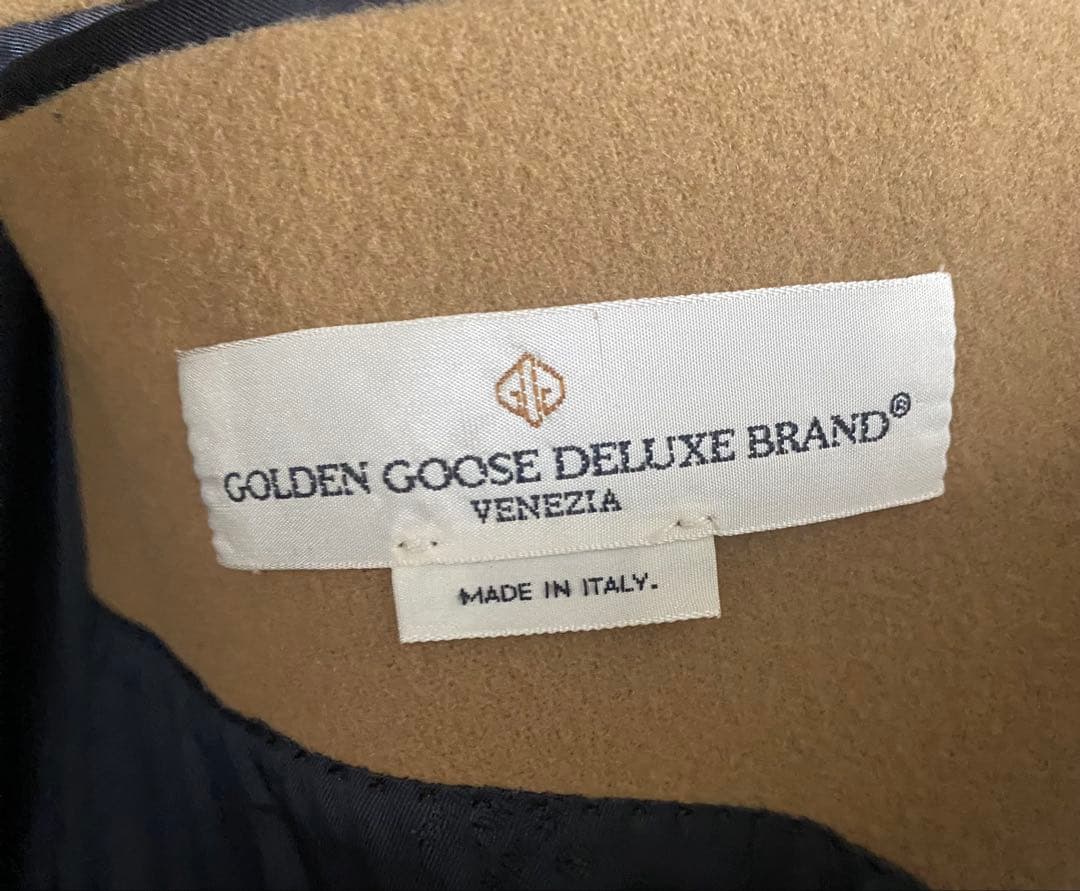 GOLDEN GOOSE DELUXE BRAND®
VENEZIA
MADE IN ITALY.